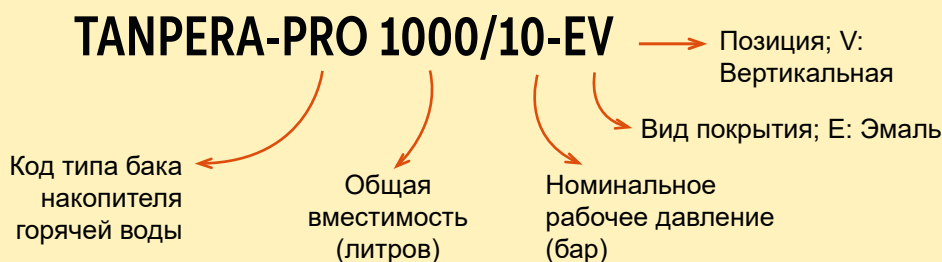 TANPERA-PRO 1000/10-EV
Позиция; V:
Вертикальная
Вид покрытия; E: Эмаль
Код типа бака
накопителя
горячей воды
Общая
вместимость
(литров)
Номинальное
рабочее давление
(бар)